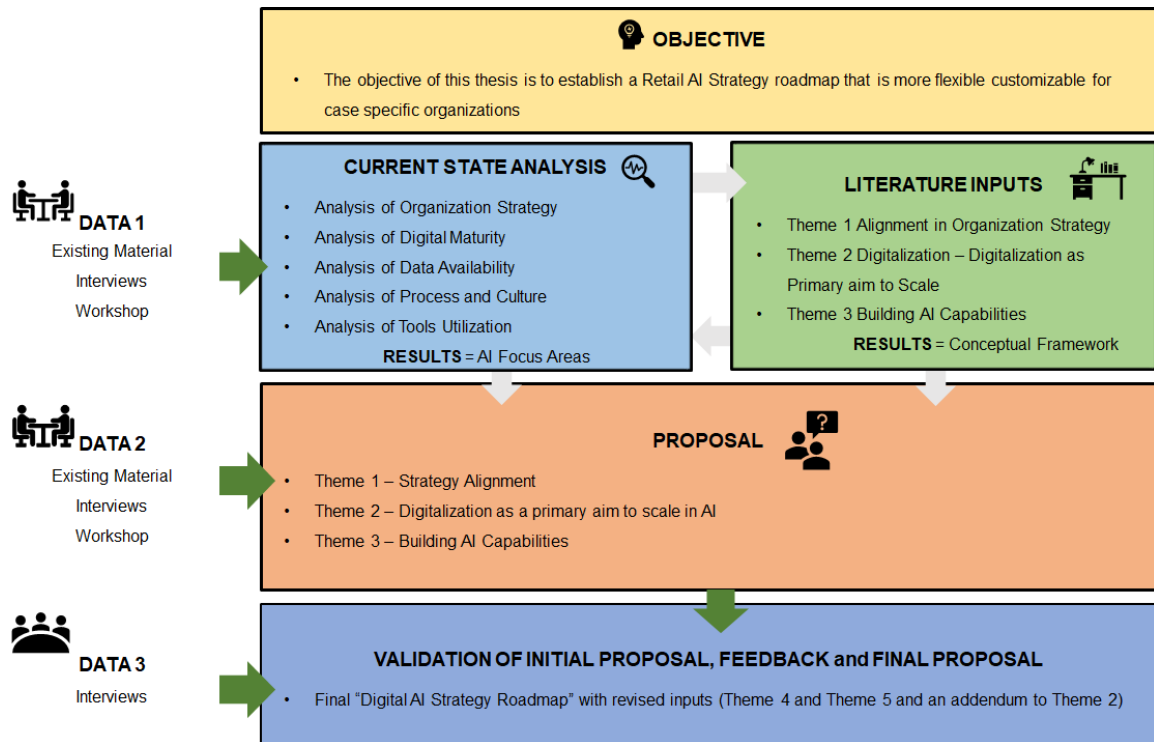 OBJECTIVE
• The objective of this thesis is to establish a Retail AI Strategy roadmap that is more flexible customizable for
case specific organizations
DATA 1
Existing Material
Interviews
Workshop
CURRENT STATE ANALYSIS
• Analysis of Organization Strategy
• Analysis of Digital Maturity
• Analysis of Data Availability
• Analysis of Process and Culture
• Analysis of Tools Utilization
RESULTS = AI Focus Areas
LITERATURE INPUTS
• Theme 1 Alignment in Organization Strategy
• Theme 2 Digitalization – Digitalization as
Primary aim to Scale
• Theme 3 Building AI Capabilities
RESULTS = Conceptual Framework
DATA 2
Existing Material
Interviews
Workshop
PROPOSAL
?
• Theme 1 – Strategy Alignment
• Theme 2 – Digitalization as a primary aim to scale in AI
• Theme 3 – Building AI Capabilities
DATA 3
Interviews
VALIDATION OF INITIAL PROPOSAL, FEEDBACK and FINAL PROPOSAL
• Final “Digital AI Strategy Roadmap” with revised inputs (Theme 4 and Theme 5 and an addendum to Theme 2)